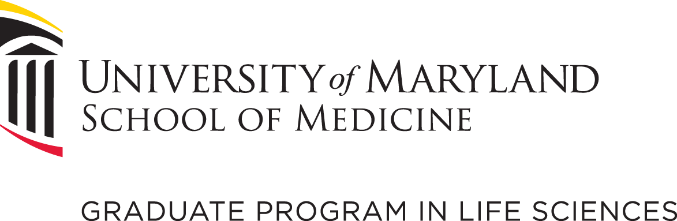 University of Maryland
School of Medicine
GRADUATE PROGRAM IN LIFE SCIENCES